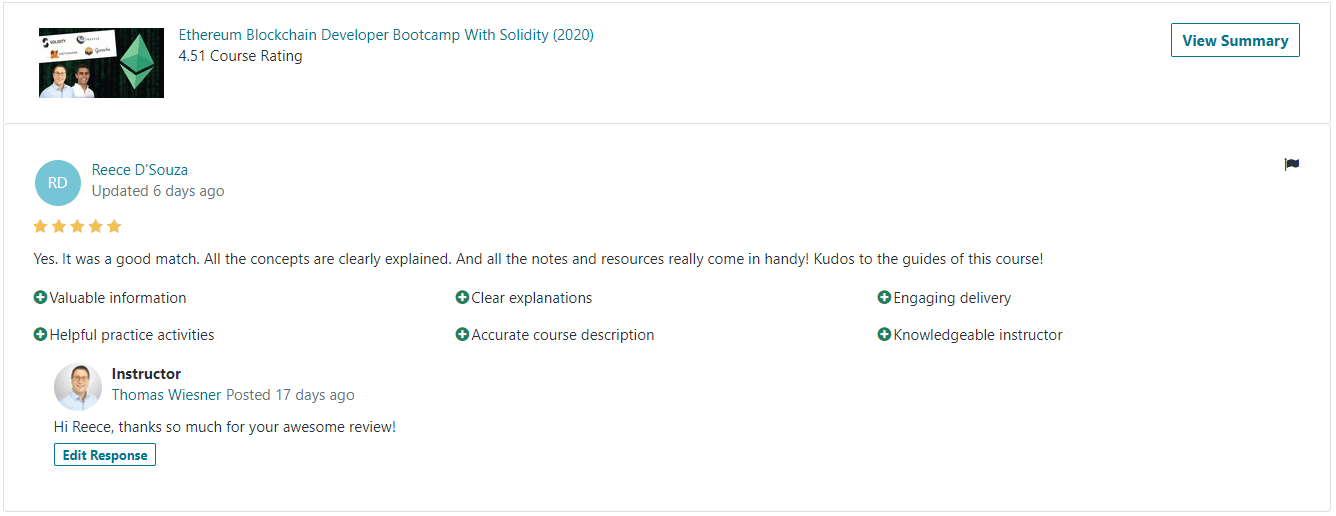 SOLIDITY
Ethereum Blockchain Developer Bootcamp With Solidity (2020)
4.51 Course Rating
View Summary
RD
Reece D'Souza
Updated 6 days ago
Yes. It was a good match. All the concepts are clearly explained. And all the notes and resources really come in handy! Kudos to the guides of this course!
Valuable information
Clear explanations
Engaging delivery
Helpful practice activities
Accurate course description
Knowledgeable instructor
Instructor
Thomas Wiesner Posted 17 days ago
Hi Reece, thanks so much for your awesome review!
Edit Response